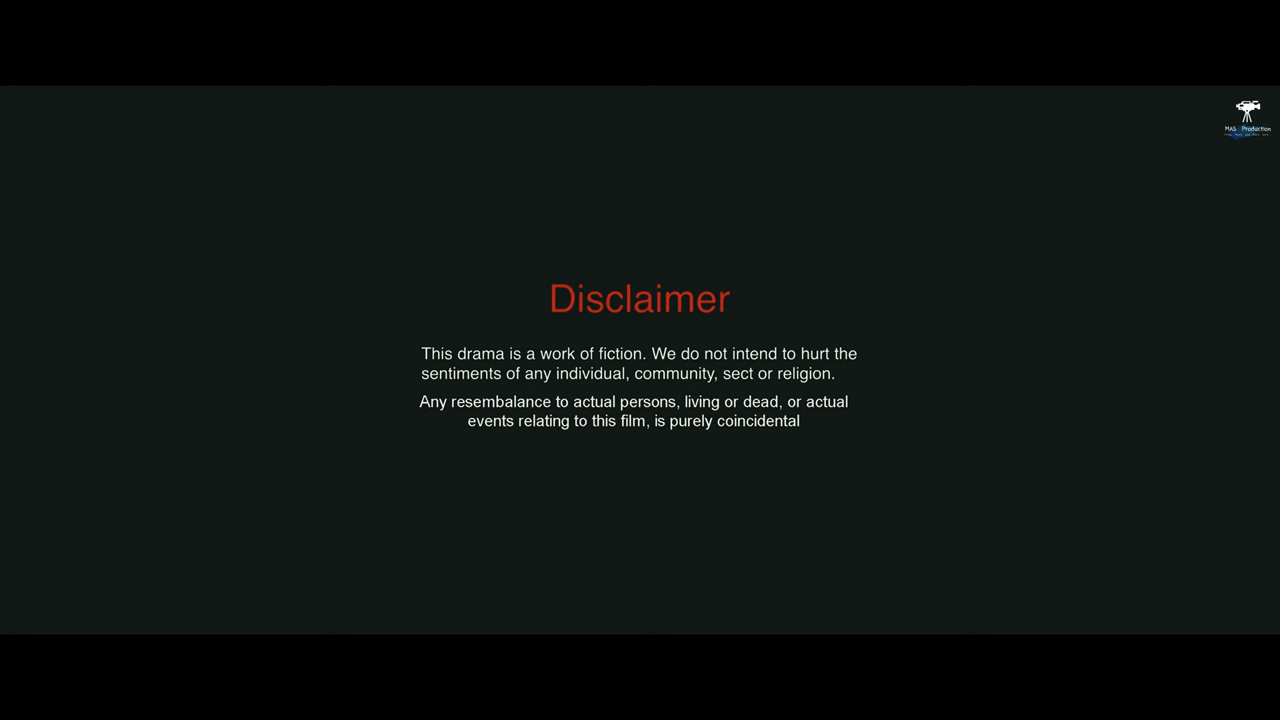 MAS Production
Disclaimer
This drama is a work of fiction. We do not intend to hurt the
sentiments of any individual, community, sect or religion.
Any resembalance to actual persons, living or dead, or actual
events relating to this film, is purely coincidental